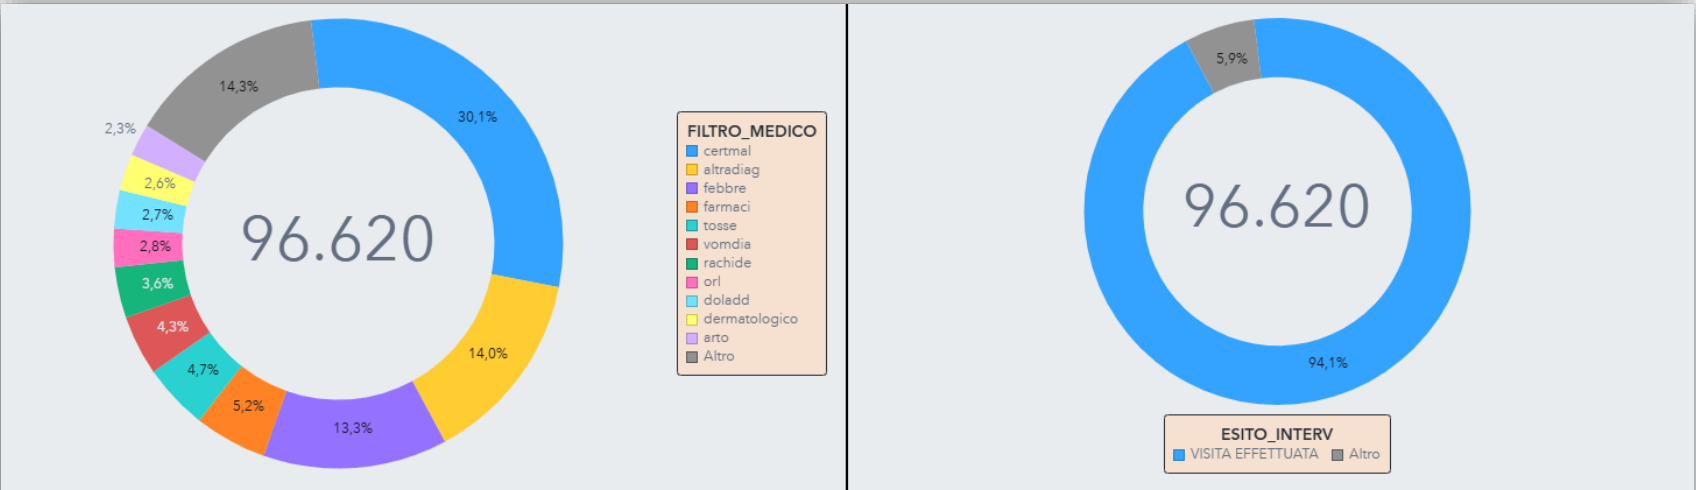 14,3%
30,1%
2,3%
2,6%
2,7%
2,8%
3,6%
4,3%
4,7%
5,2%
13,3%
14,0%
96.620
FILTRO_MEDICO
certmal
altradiag
febbre
farmaci
tosse
vomdia
rachide
orl
doladd
dermatologico
arto
Altro
5,9%
96.620
94,1%
ESITO_INTERV
VISITA EFFETTUATA Altro